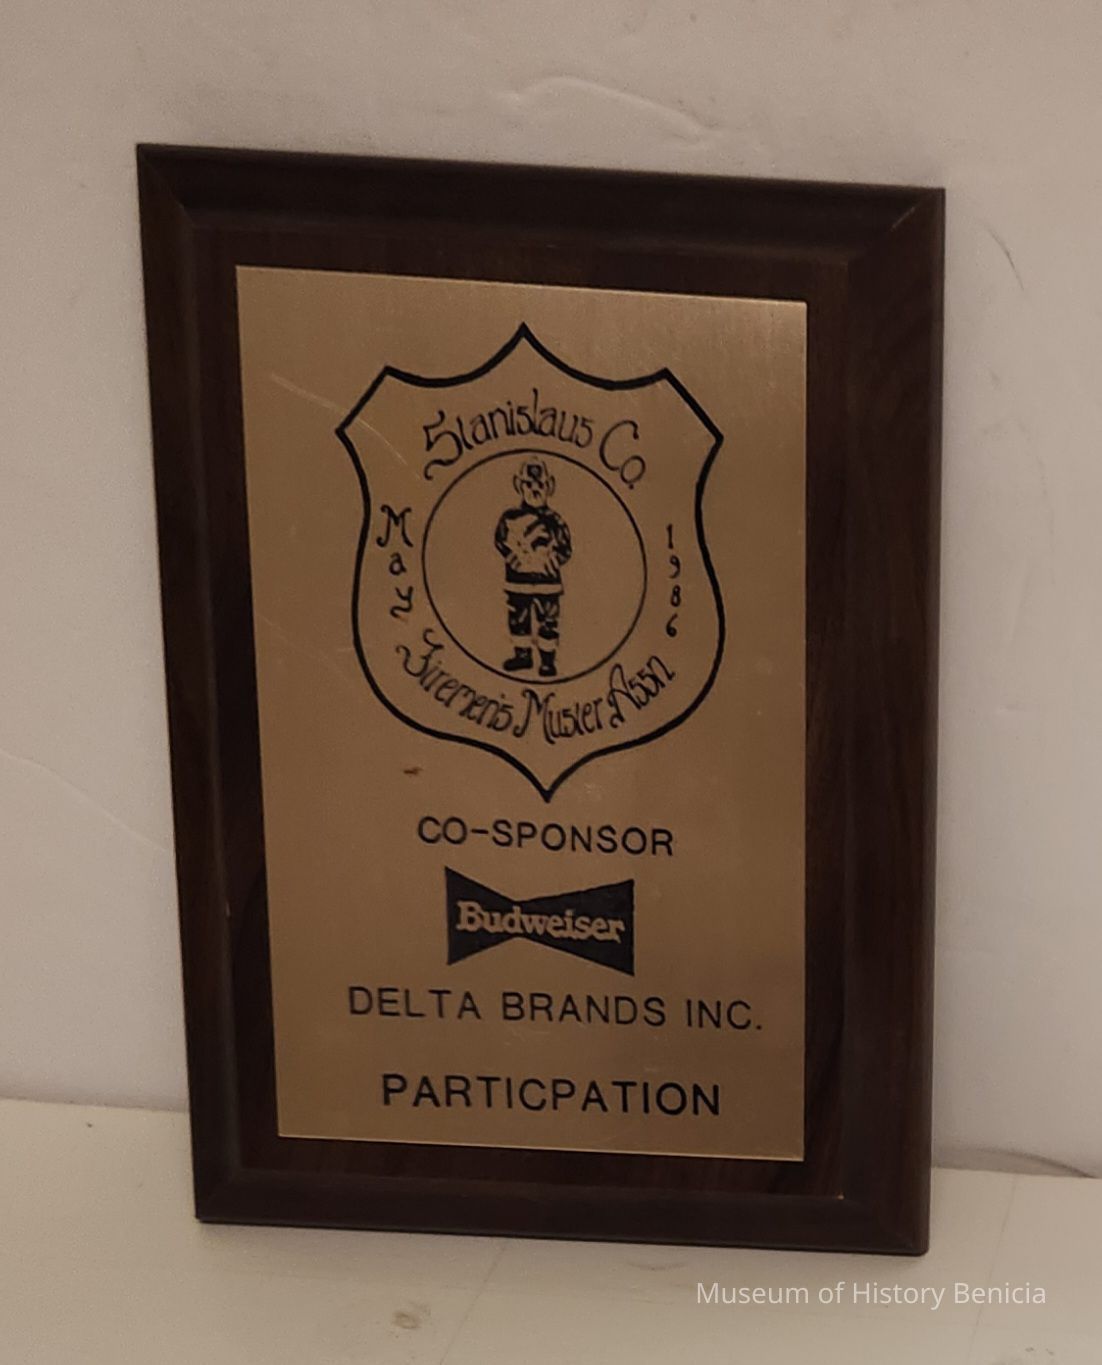 Stanislaus Co.
May
1986
Firemen's Muster Assn
CO-SPONSOR
Budweiser
DELTA BRANDS INC.
PARTICPATION
Museum of History Benicia